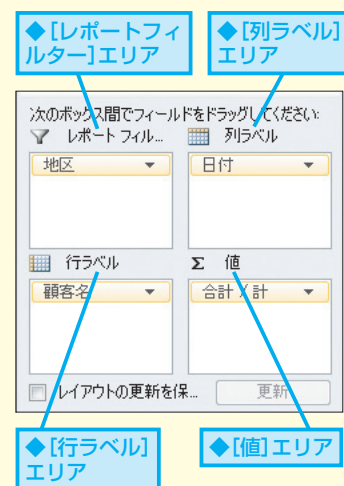 ◆[レポートフィ
ルター]エリア
◆[列ラベル]
エリア
次のボックス間でフィールドをドラッグしてください:
レポート フィル...
列ラベル
地区
日付
行ラベル
Σ 値
顧客名
合計 / 計
レイアウトの更新を保...
更新
◆[行ラベル]
エリア
◆[値]エリア